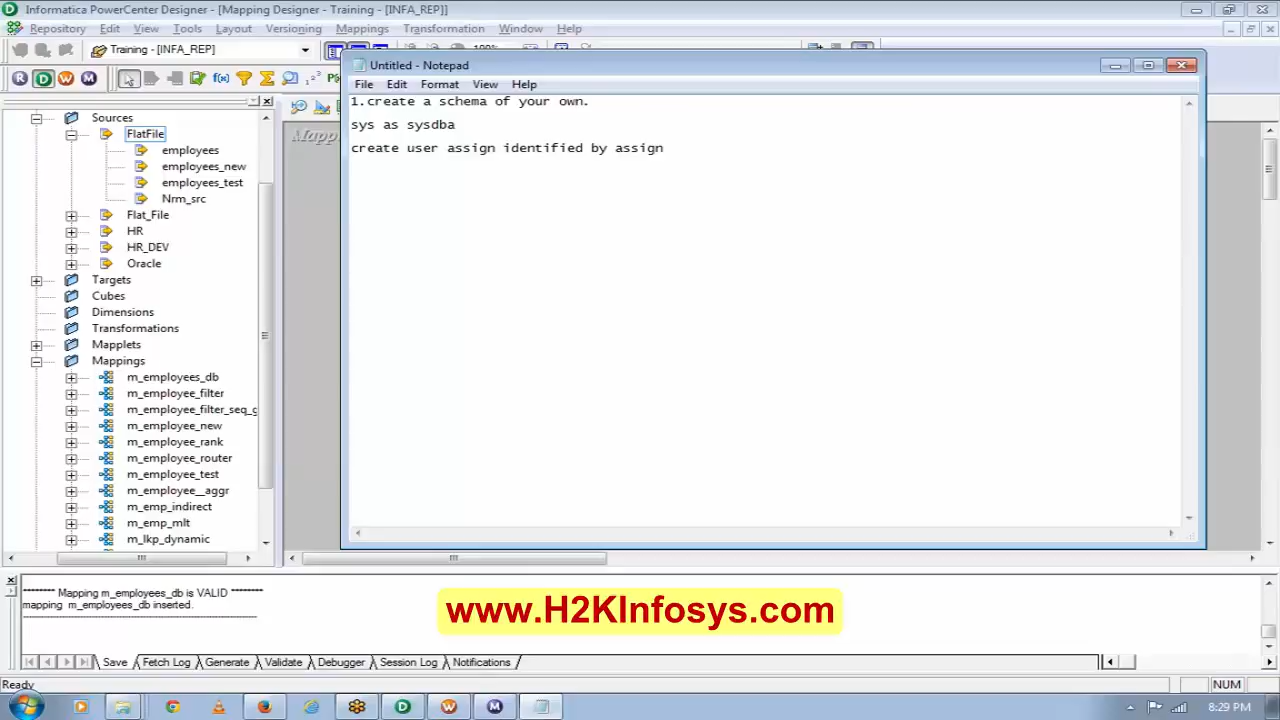 Informatica PowerCenter Designer - [Mapping Designer - Training - [INFA_REP]]
Repository Edit View Tools Layout Versioning Mappings Transformation Window Help
Training - [INFA_REP]
Untitled - Notepad
File Edit Format View Help
1.create a schema of your own.
sys as sysdba
create user assign identified by assign
Sources
FlatFile
employees
employees_new
employees_test
Nrm_src
Flat_File
HR
HR_DEV
Oracle
Targets
Cubes
Dimensions
Transformations
Mapplets
Mappings
m_employees_db
m_employee_filter
m_employee_filter_seq_g
m_employee_new
m_employee_rank
m_employee_router
m_employee_test
m_employee__aggr
m_emp_indirect
m_emp_mlt
m_lkp_dynamic
-------- Mapping m_employees_db is VALID --------
mapping m_employees_db inserted.
www.H2KInfosys.com
Save Fetch Log Generate Validate Debugger Session Log Notifications
Ready
NUM
8:29 PM